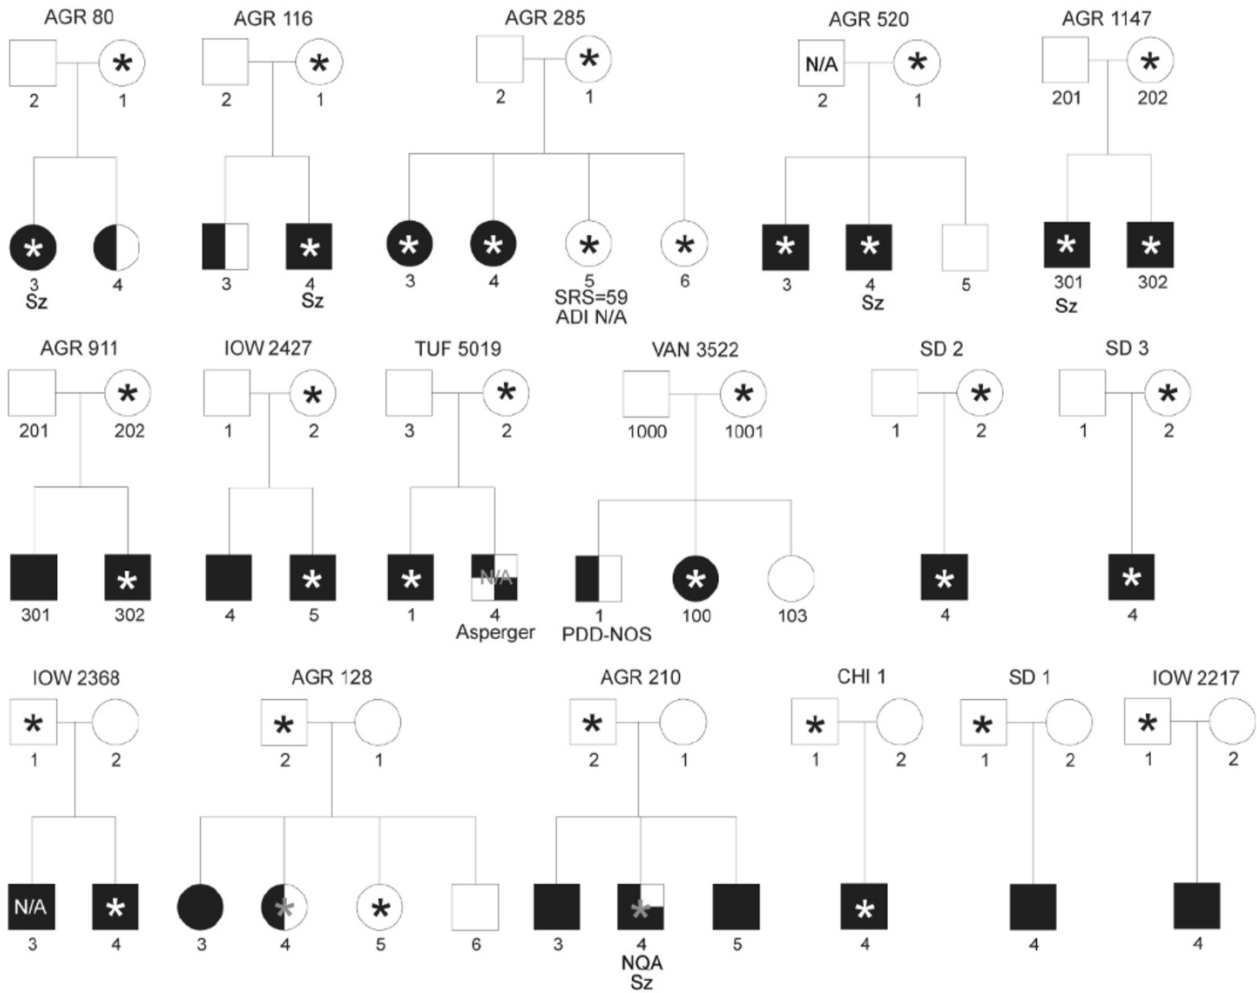 AGR 80 AGR 116 AGR 285 AGR 520 AGR 1147
* * * N/A * *
2 1 2 1 2 1 2 1 201 202
* * * * * * * * * *
3 4 3 4 3 4 5 6 3 4 5 301 302
Sz Sz SRS=59 Sz Sz
ADI N/A
AGR 911 IOW 2427 TUF 5019 VAN 3522 SD 2 SD 3
* * * * * *
201 202 1 2 3 2 1000 1001 1 2 1 2
* * * N/A * * *
301 302 4 5 1 4 1 100 103 4 4
Asperger PDD-NOS
IOW 2368 AGR 128 AGR 210 CHI 1 SD 1 IOW 2217
* * * * * *
1 2 2 1 2 1 1 2 1 2 1 2
N/A * * * * *
3 4 3 4 5 6 3 4 5 4 4 4
NQA
Sz